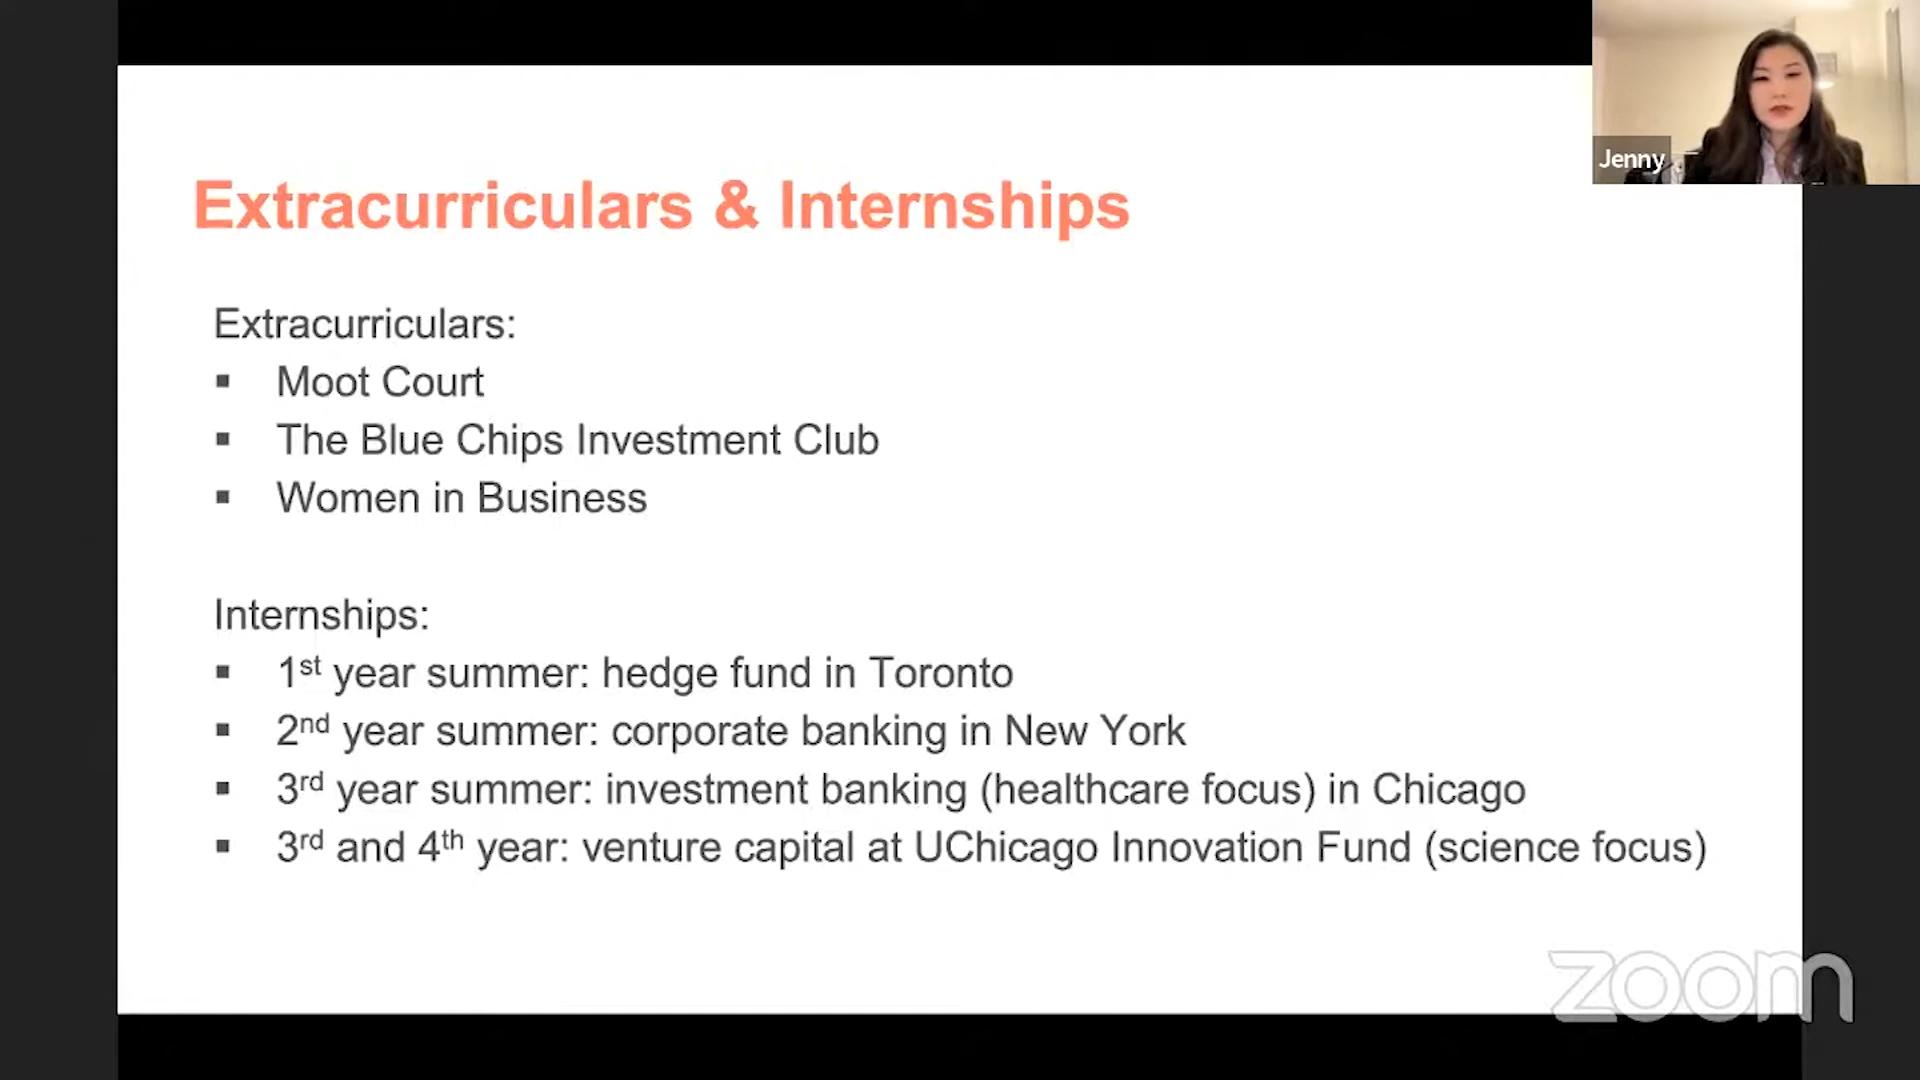 Jenny
Extracurriculars & Internships
Extracurriculars:
▪ Moot Court
▪ The Blue Chips Investment Club
▪ Women in Business
Internships:
▪ 1st year summer: hedge fund in Toronto
▪ 2nd year summer: corporate banking in New York
▪ 3rd year summer: investment banking (healthcare focus) in Chicago
▪ 3rd and 4th year: venture capital at UChicago Innovation Fund (science focus)
zoom